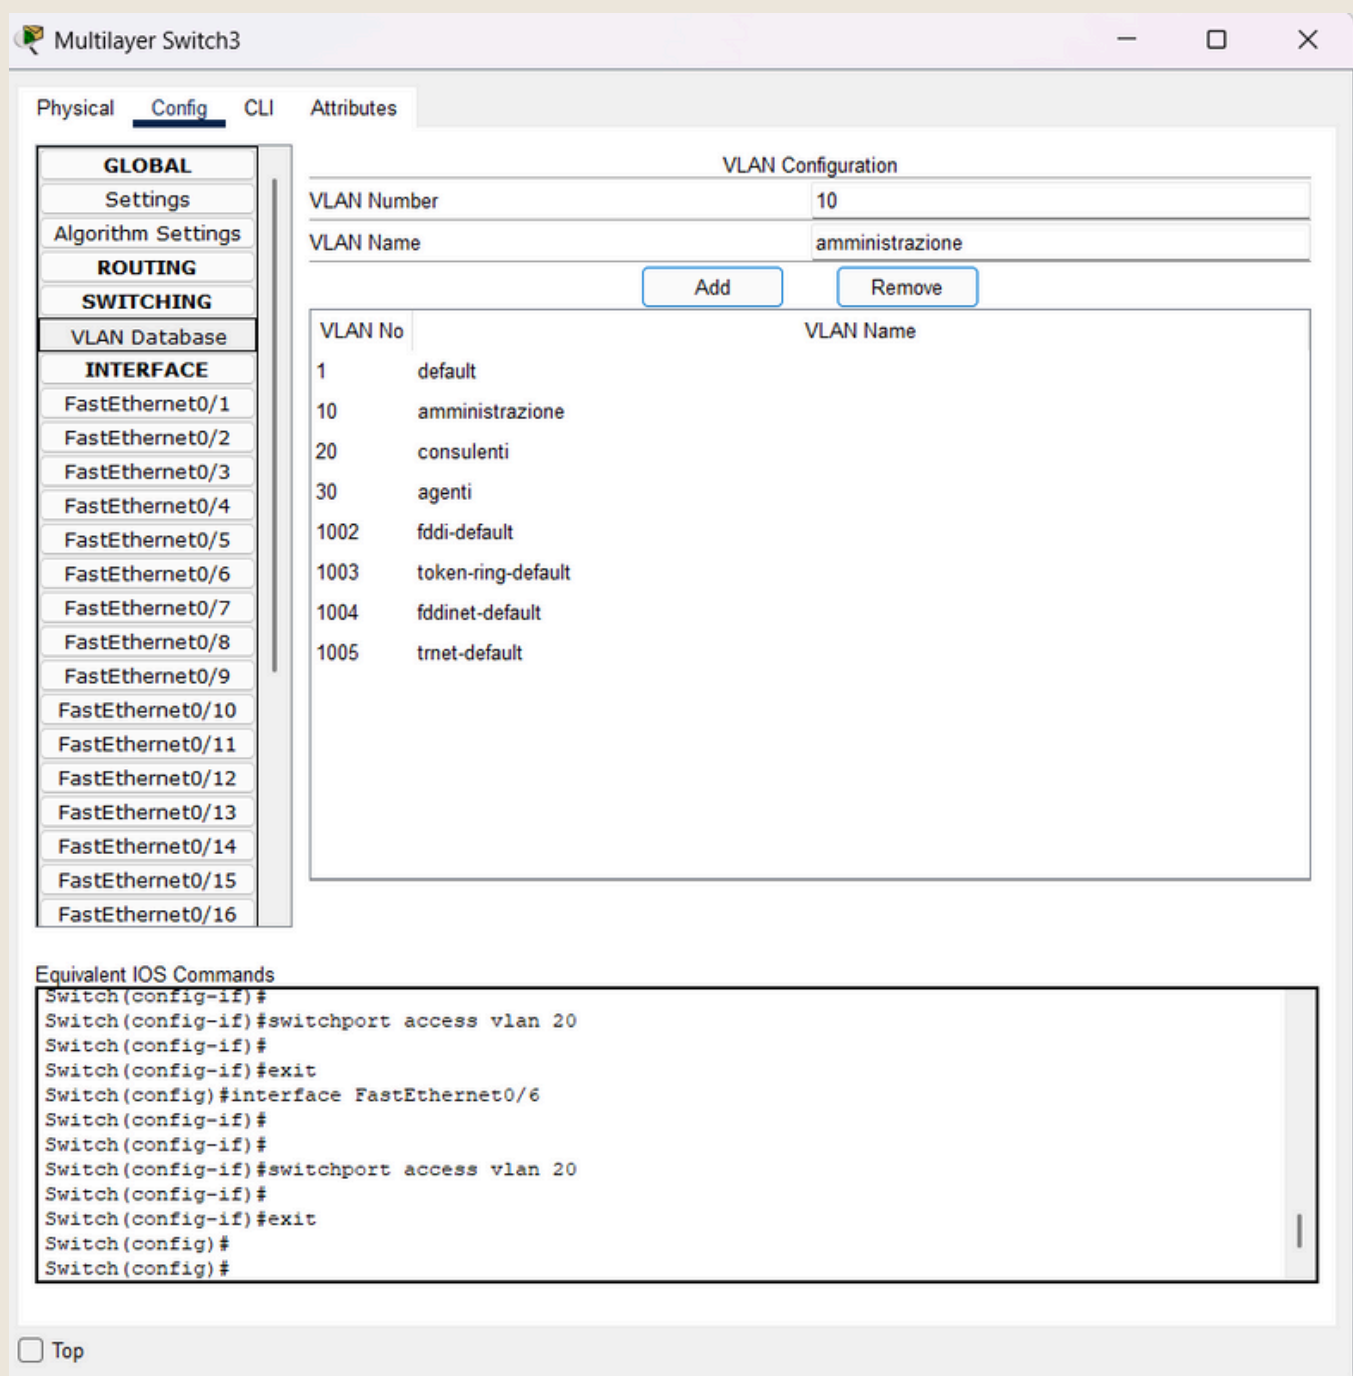 Multilayer Switch3
Physical Config CLI Attributes
GLOBAL
Settings
Algorithm Settings
ROUTING
SWITCHING
VLAN Database
INTERFACE
FastEthernet0/1
FastEthernet0/2
FastEthernet0/3
FastEthernet0/4
FastEthernet0/5
FastEthernet0/6
FastEthernet0/7
FastEthernet0/8
FastEthernet0/9
FastEthernet0/10
FastEthernet0/11
FastEthernet0/12
FastEthernet0/13
FastEthernet0/14
FastEthernet0/15
FastEthernet0/16
VLAN Configuration
VLAN Number 10
VLAN Name amministrazione
Add Remove
VLAN No VLAN Name
1 default
10 amministrazione
20 consulenti
30 agenti
1002 fddi-default
1003 token-ring-default
1004 fddinet-default
1005 trnet-default
Equivalent IOS Commands
Switch(config-if)#
Switch(config-if)#switchport access vlan 20
Switch(config-if)#
Switch(config-if)#exit
Switch(config)#interface FastEthernet0/6
Switch(config-if)#
Switch(config-if)#
Switch(config-if)#switchport access vlan 20
Switch(config-if)#
Switch(config-if)#exit
Switch(config)#
Switch(config)#
Top